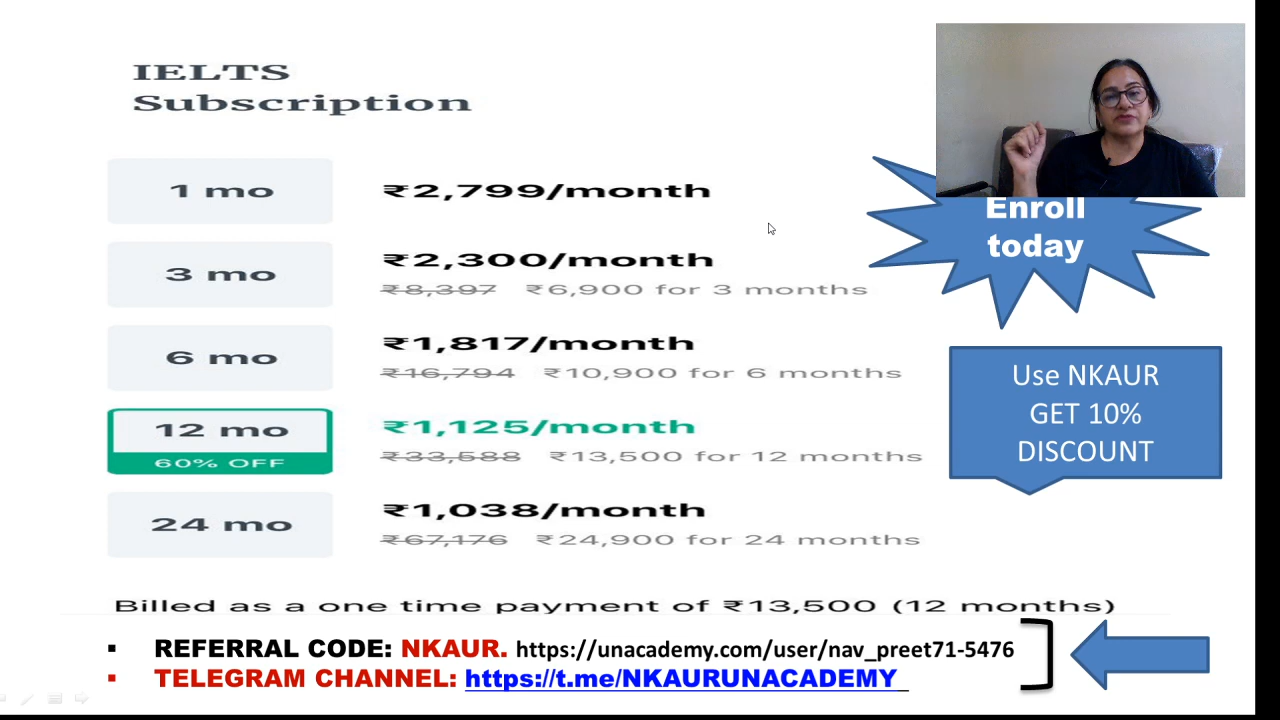 IELTS
Subscription
1 mo
₹2,799/month
3 mo
₹2,300/month
₹8,397 ₹6,900 for 3 months
6 mo
₹1,817/month
₹16,794 ₹10,900 for 6 months
12 mo
60% OFF
₹1,125/month
₹33,588 ₹13,500 for 12 months
24 mo
₹1,038/month
₹67,176 ₹24,900 for 24 months
Billed as a one time payment of ₹13,500 (12 months)
Enroll
today
Use NKAUR
GET 10%
DISCOUNT
▪ REFERRAL CODE: NKAUR. https://unacademy.com/user/nav_preet71-5476
▪ TELEGRAM CHANNEL: https://t.me/NKAURUNACADEMY